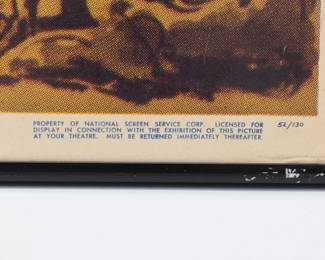 PROPERTY OF NATIONAL SCREEN SERVICE CORP. LICENSED FOR 52/130
DISPLAY IN CONNECTION WITH THE EXHIBITION OF THIS PICTURE
AT YOUR THEATRE. MUST BE RETURNED IMMEDIATELY THEREAFTER.